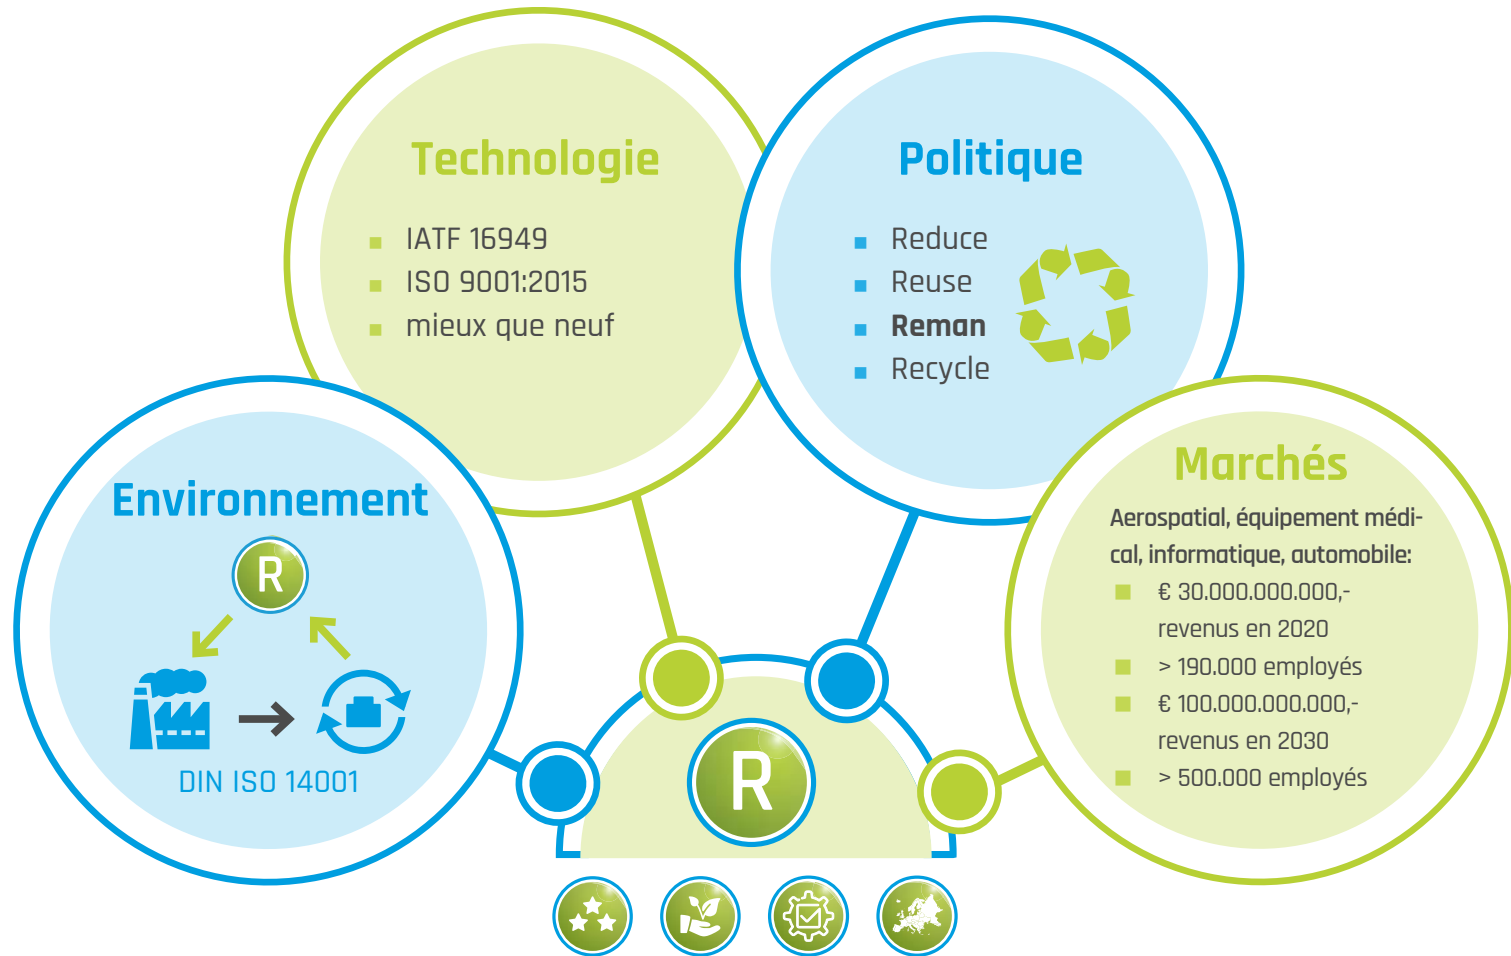 Technologie
IATF 16949
ISO 9001:2015
mieux que neuf
Politique
Reduce
Reuse
Reman
Recycle
Environnement
R
DIN ISO 14001
Marchés
Aerospatial, équipement médi-
cal, informatique, automobile:
€ 30.000.000.000,-
revenus en 2020
> 190.000 employés
€ 100.000.000.000,-
revenus en 2030
> 500.000 employés
R